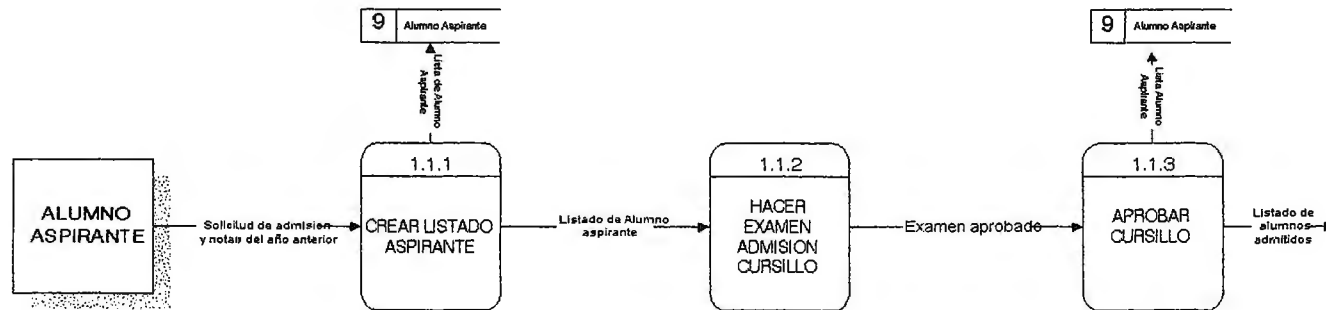 9 Alumno Aspirante
9 Alumno Aspirante
Lista de Alumno
Aspirante
Lista Alumno
Aspirante
ALUMNO
ASPIRANTE
Solicitud de admision
y notas del año anterior
1.1.1
CREAR LISTADO
ASPIRANTE
Listado de Alumno
aspirante
1.1.2
HACER
EXAMEN
ADMISION
CURSILLO
Examen aprobado
1.1.3
APROBAR
CURSILLO
Listado de
alumnos
admitidos